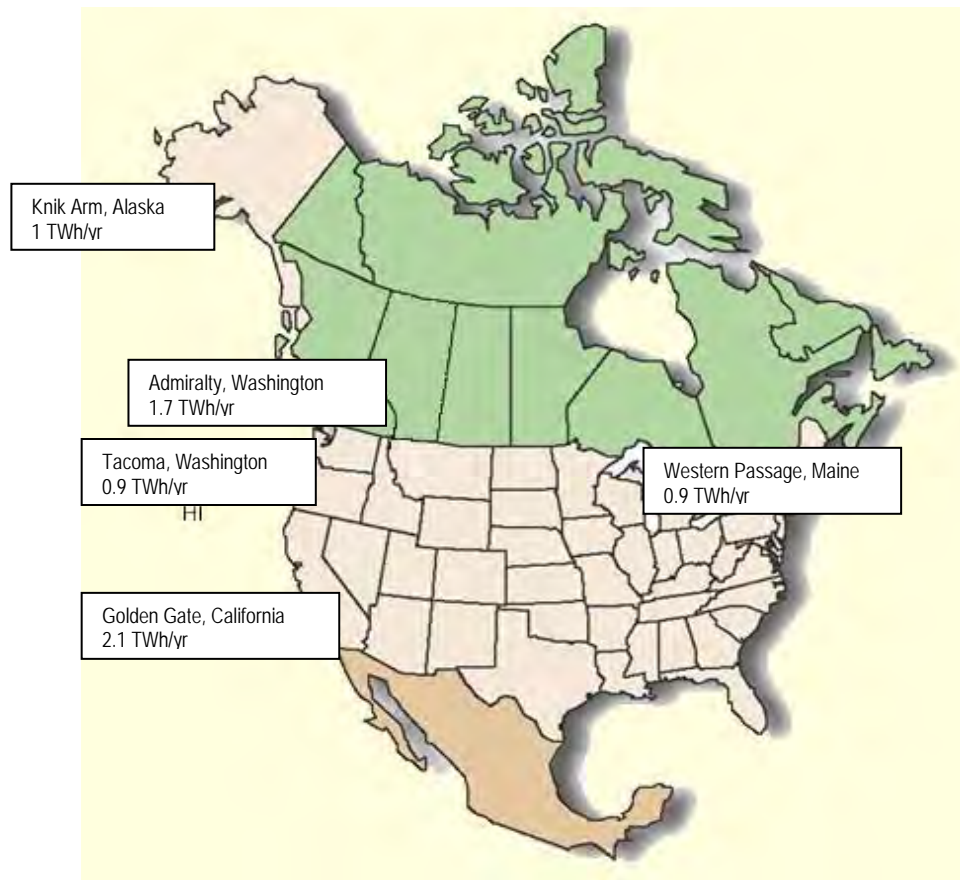 Knik Arm, Alaska
1 TWh/yr
Admiralty, Washington
1.7 TWh/yr
Tacoma, Washington
0.9 TWh/yr
Western Passage, Maine
0.9 TWh/yr
HI
Golden Gate, California
2.1 TWh/yr